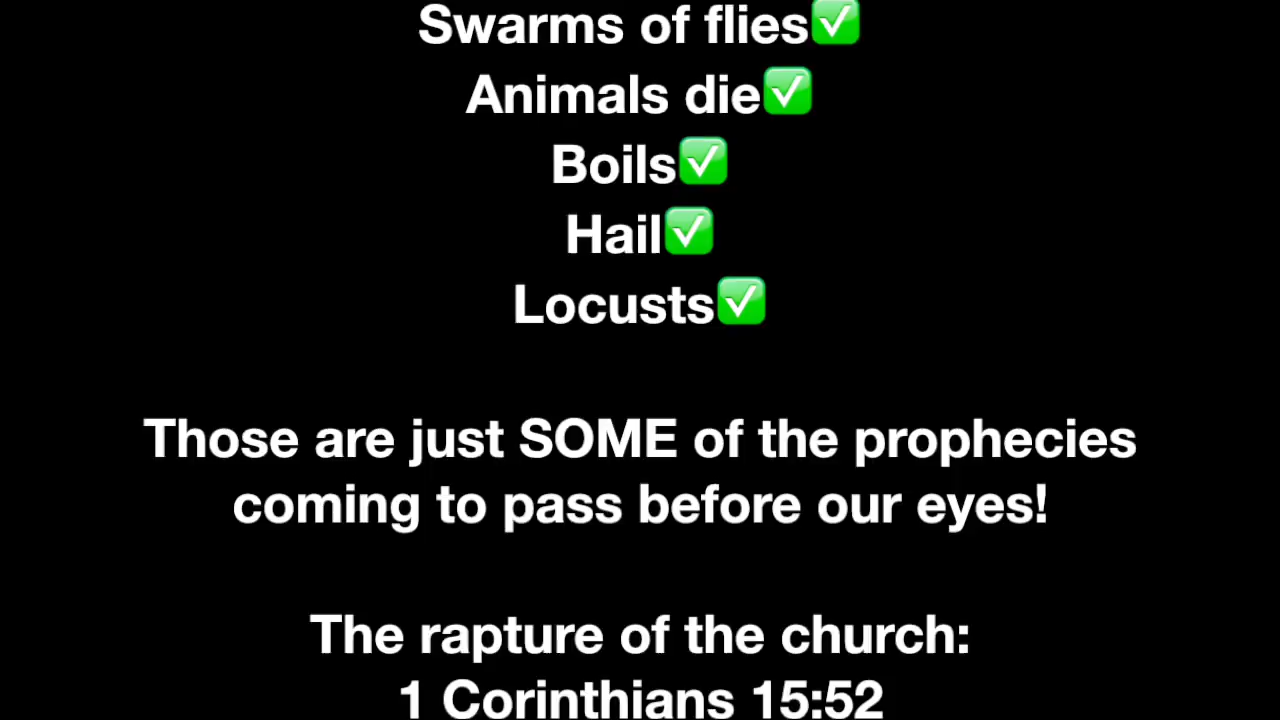 Swarms of flies✅
Animals die✅
Boils✅
Hail✅
Locusts✅
Those are just SOME of the prophecies
coming to pass before our eyes!
The rapture of the church:
1 Corinthians 15:52